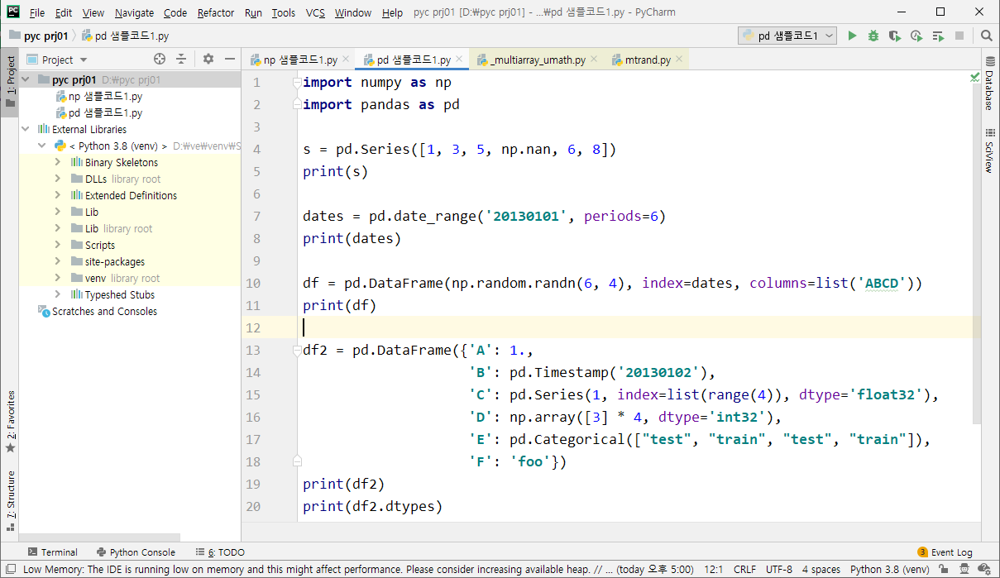 PC File Edit View Navigate Code Refactor Run Tools VCS Window Help pyc prj01 [D:₩pyc prj01] - ...₩pd 샘플코드1.py - PyCharm
pyc prj01 pd 샘플코드1.py pd 샘플코드1
1: Project
Project
np 샘플코드1.py pd 샘플코드1.py _multiarray_umath.py mtrand.py
pyc prj01 D:₩pyc prj01
np 샘플코드1.py
pd 샘플코드1.py
External Libraries
< Python 3.8 (venv) > D:₩ve₩venv₩S
Binary Skeletons
DLLs library root
Extended Definitions
Lib
Lib library root
Scripts
site-packages
venv library root
Typeshed Stubs
Scratches and Consoles
2: Favorites
7: Structure
1 import numpy as np
2 import pandas as pd
3
4 s = pd.Series([1, 3, 5, np.nan, 6, 8])
5 print(s)
6
7 dates = pd.date_range('20130101', periods=6)
8 print(dates)
9
10 df = pd.DataFrame(np.random.randn(6, 4), index=dates, columns=list('ABCD'))
11 print(df)
12
13 df2 = pd.DataFrame({'A': 1.,
14 'B': pd.Timestamp('20130102'),
15 'C': pd.Series(1, index=list(range(4)), dtype='float32'),
16 'D': np.array([3] * 4, dtype='int32'),
17 'E': pd.Categorical(["test", "train", "test", "train"]),
18 'F': 'foo'})
19 print(df2)
20 print(df2.dtypes)
Database
SciView
Terminal Python Console 6: TODO 3 Event Log
Low Memory: The IDE is running low on memory and this might affect performance. Please consider increasing available heap. // ... (today 오후 5:00) 12:1 CRLF UTF-8 4 spaces Python 3.8 (venv)